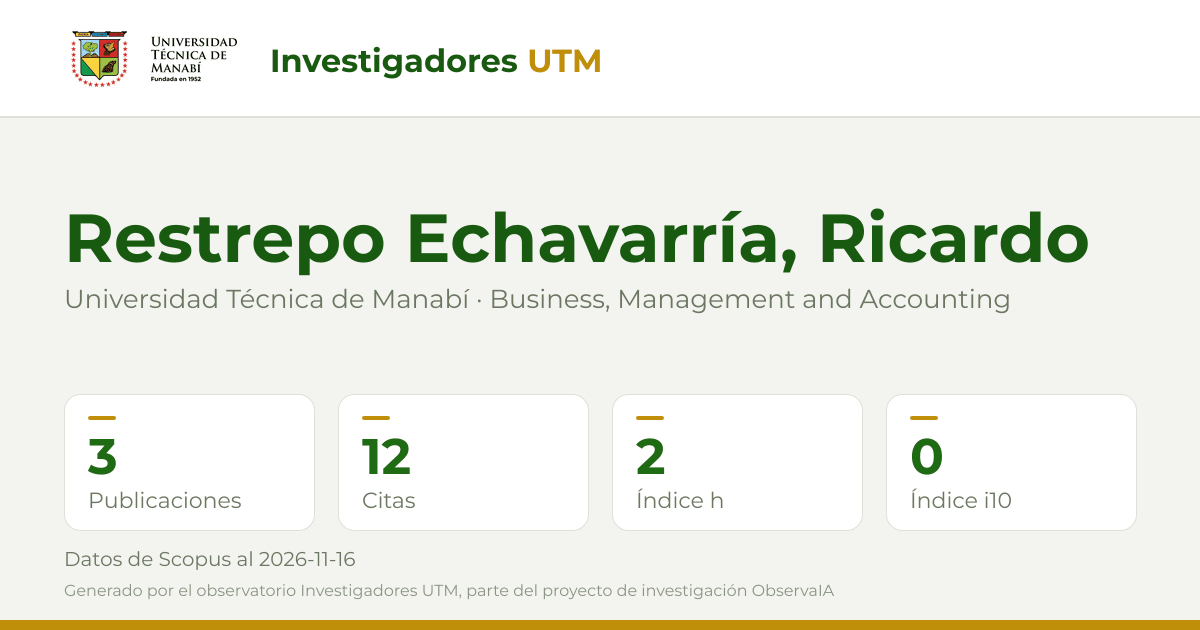 UNIVERSIDAD
TÉCNICA DE
MANABÍ
Fundada en 1952
Investigadores UTM
Restrepo Echavarría, Ricardo
Universidad Técnica de Manabí · Business, Management and Accounting
3
Publicaciones
12
Citas
2
Índice h
0
Índice i10
Datos de Scopus al 2026-11-16
Generado por el observatorio Investigadores UTM, parte del proyecto de investigación ObservaIA